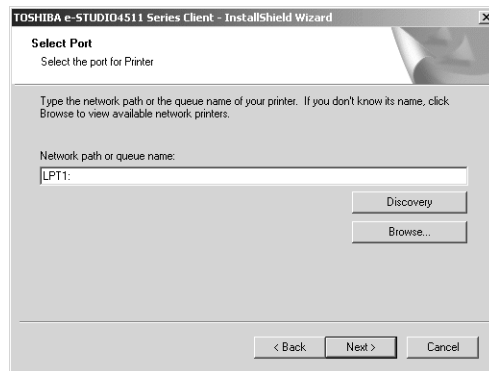 TOSHIBA e-STUDIO4511 Series Client - InstallShield Wizard
Select Port
Select the port for Printer
Type the network path or the queue name of your printer. If you don't know its name, click
Browse to view available network printers.
Network path or queue name:
LPT1:
Discovery
Browse...
< Back
Next >
Cancel